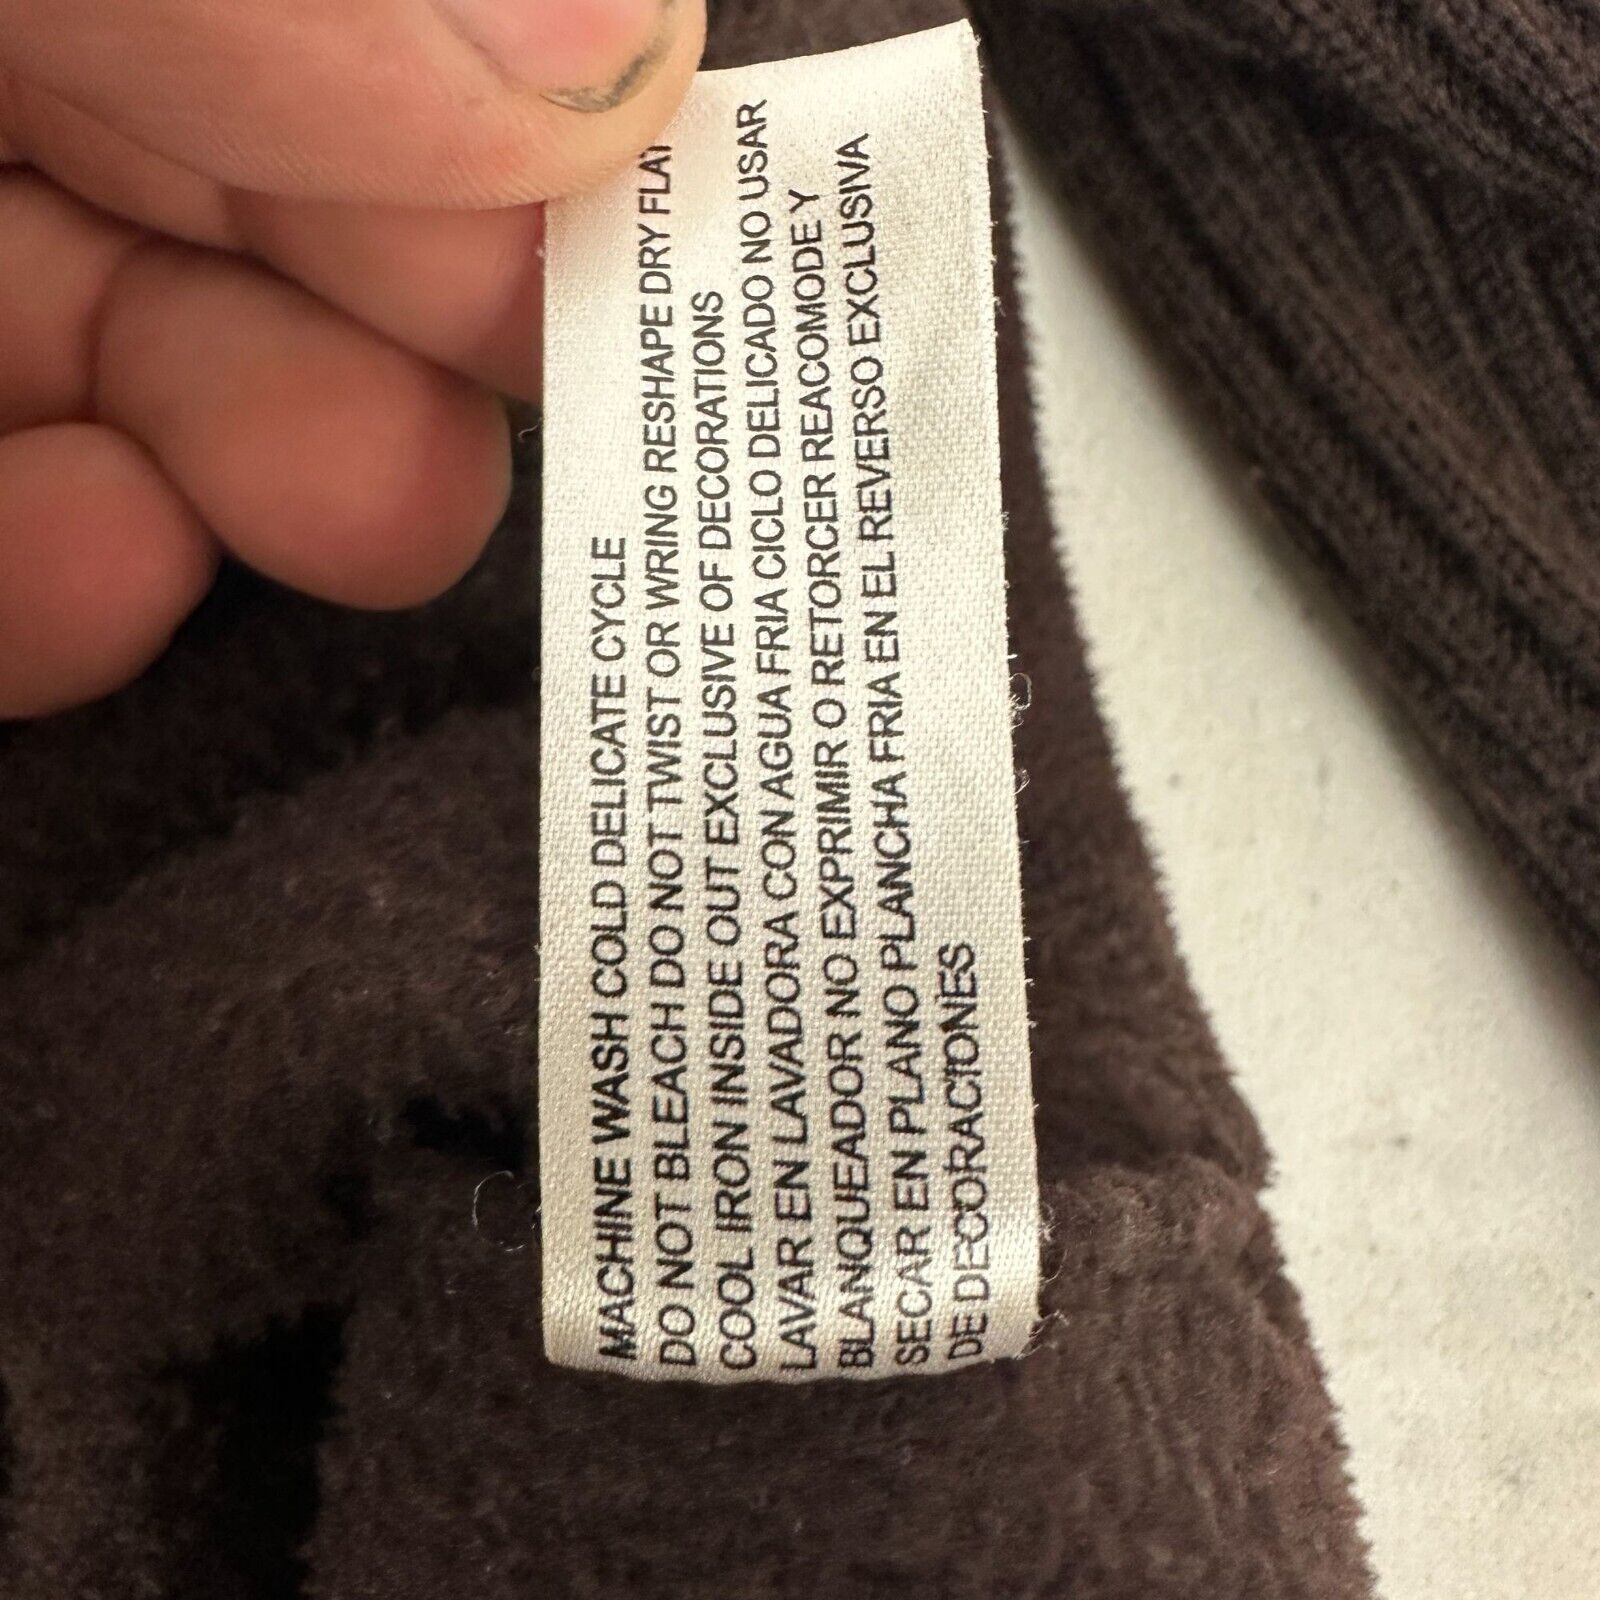 MACHINE WASH COLD DELICATE CYCLE
DO NOT BLEACH DO NOT TWIST OR WRING RESHAPE DRY FLAT
COOL IRON INSIDE OUT EXCLUSIVE OF DECORATIONS
LAVAR EN LAVADORA CON AGUA FRIA CICLO DELICADO NO USAR
BLANQUEADOR NO EXPRIMIR O RETORCER REACOMODE Y
SECAR EN PLANO PLANCHA FRIA EN EL REVERSO EXCLUSIVA
DE DECORACIONES